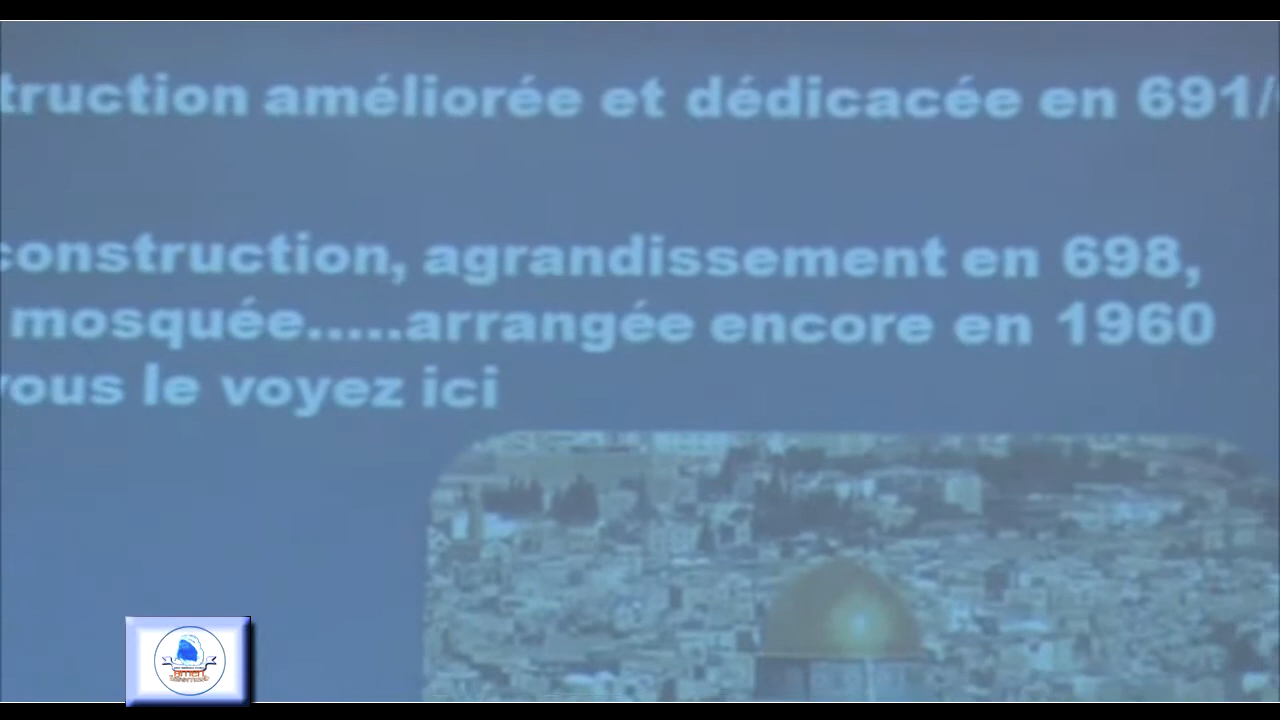 truction améliorée et dédicacée en 691/
construction, agrandissement en 698,
mosquée.....arrangée encore en 1960
vous le voyez ici